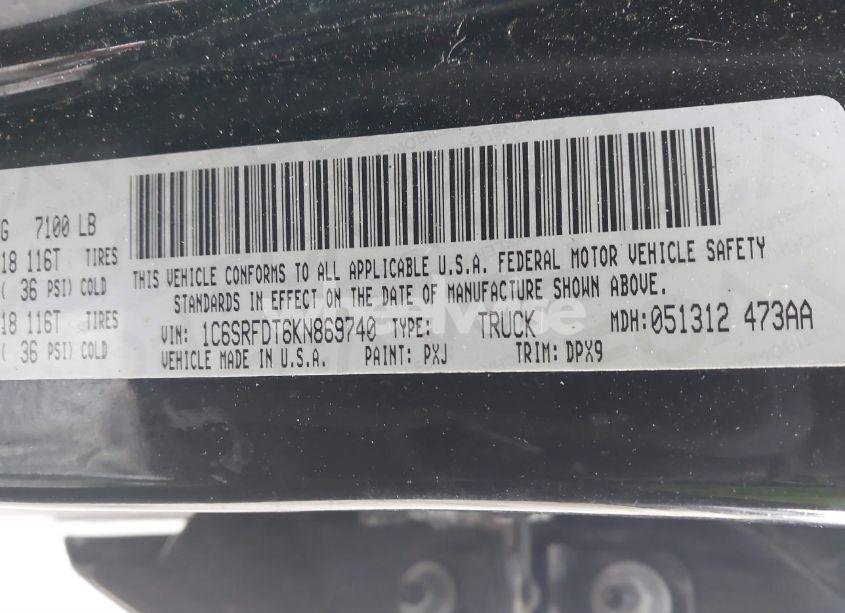 G 7100 LB
18 116T TIRES
( 36 PSI) COLD
18 116T TIRES
( 36 PSI) COLD
THIS VEHICLE CONFORMS TO ALL APPLICABLE U.S.A. FEDERAL MOTOR VEHICLE SAFETY
STANDARDS IN EFFECT ON THE DATE OF MANUFACTURE SHOWN ABOVE.
VIN: 1C6SRFDT6KN869740 TYPE: TRUCK MDH: 051312 473AA
VEHICLE MADE IN U.S.A. PAINT: PXJ TRIM: DPX9